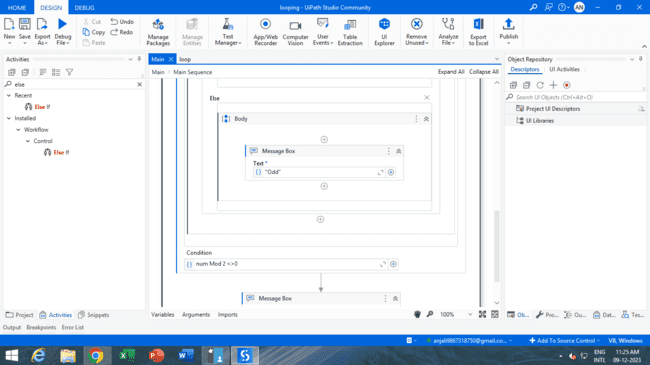 looping - UiPath Studio Community
HOME DESIGN DEBUG
AN
New Save Export As Debug File
Cut Copy Paste Undo Redo
Manage Packages
Manage Entities
Test Manager
App/Web Recorder
Computer Vision
User Events
Table Extraction
UI Explorer
Remove Unused
Analyze File
Export to Excel
Publish
Activities
else
Recent
Else If
Installed
Workflow
Control
Else If
Main loop
Main Main Sequence Expand All Collapse All
Else
Body
Message Box
Text *
"Odd"
Condition
num Mod 2 <>0
Message Box
Variables Arguments Imports 100%
Object Repository
Descriptors UI Activities
Search UI Objects (Ctrl+Alt+O)
Project UI Descriptors
UI Libraries
Project Activities Snippets
Ob... Pro... Ou... Dat... Tes...
Output Breakpoints Error List
Add To Source Control VB, Windows
ENG
INTL
11:25 AM
09-12-2023